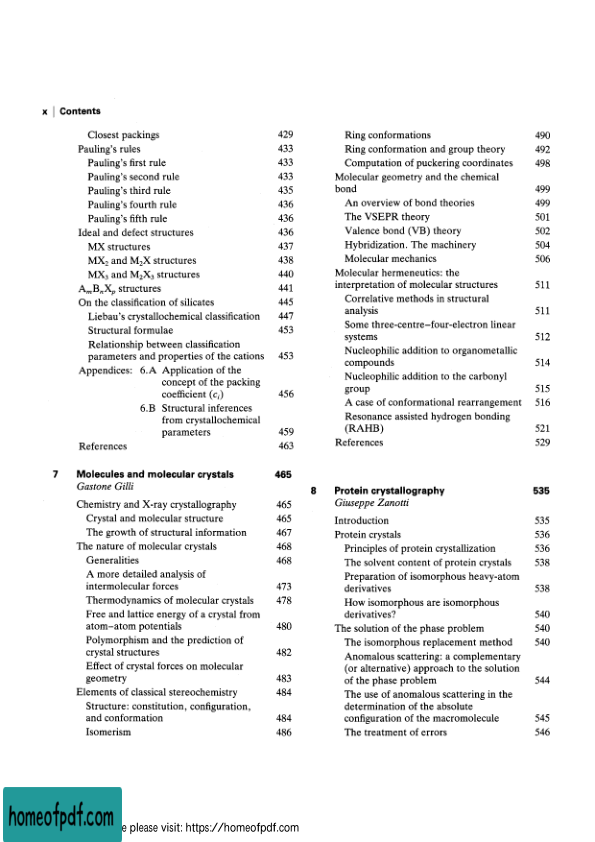 x | Contents
Closest packings 429
Pauling's rules 433
Pauling's first rule 433
Pauling's second rule 433
Pauling's third rule 435
Pauling's fourth rule 436
Pauling's fifth rule 436
Ideal and defect structures 436
MX structures 437
MX₂ and M₂X structures 438
MX₃ and M₂X₃ structures 440
AₘBₙXₚ structures 441
On the classification of silicates 445
Liebau's crystallochemical classification 447
Structural formulae 453
Relationship between classification
parameters and properties of the cations 453
Appendices: 6.A Application of the
concept of the packing
coefficient (cᵢ) 456
6.B Structural inferences
from crystallochemical
parameters 459
References 463
7 Molecules and molecular crystals 465
Gastone Gilli
Chemistry and X-ray crystallography 465
Crystal and molecular structure 465
The growth of structural information 467
The nature of molecular crystals 468
Generalities 468
A more detailed analysis of
intermolecular forces 473
Thermodynamics of molecular crystals 478
Free and lattice energy of a crystal from
atom–atom potentials 480
Polymorphism and the prediction of
crystal structures 482
Effect of crystal forces on molecular
geometry 483
Elements of classical stereochemistry 484
Structure: constitution, configuration,
and conformation 484
Isomerism 486
Ring conformations 490
Ring conformation and group theory 492
Computation of puckering coordinates 498
Molecular geometry and the chemical
bond 499
An overview of bond theories 499
The VSEPR theory 501
Valence bond (VB) theory 502
Hybridization. The machinery 504
Molecular mechanics 506
Molecular hermeneutics: the
interpretation of molecular structures 511
Correlative methods in structural
analysis 511
Some three-centre–four-electron linear
systems 512
Nucleophilic addition to organometallic
compounds 514
Nucleophilic addition to the carbonyl
group 515
A case of conformational rearrangement 516
Resonance assisted hydrogen bonding
(RAHB) 521
References 529
8 Protein crystallography 535
Giuseppe Zanotti
Introduction 535
Protein crystals 536
Principles of protein crystallization 536
The solvent content of protein crystals 538
Preparation of isomorphous heavy-atom
derivatives 538
How isomorphous are isomorphous
derivatives? 540
The solution of the phase problem 540
The isomorphous replacement method 540
Anomalous scattering: a complementary
(or alternative) approach to the solution
of the phase problem 544
The use of anomalous scattering in the
determination of the absolute
configuration of the macromolecule 545
The treatment of errors 546
homeofpdf.com
e please visit: https://homeofpdf.com